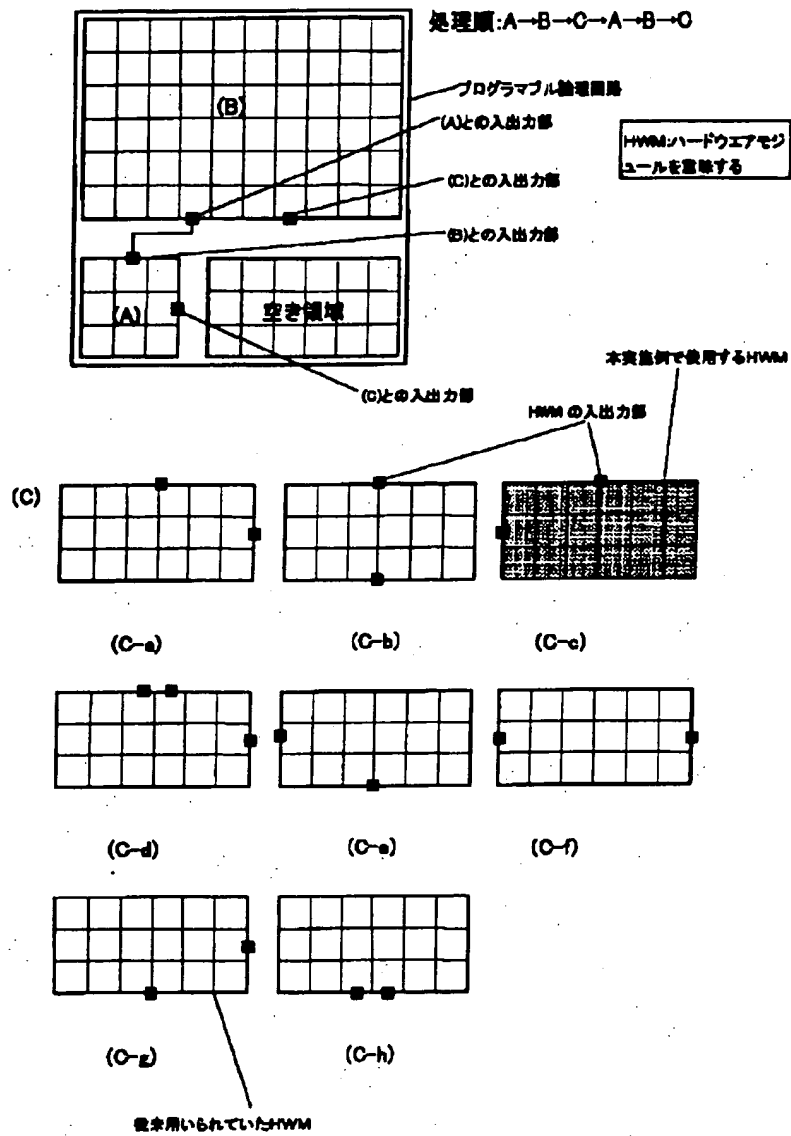 処理順:A→B→C→A→B→C
(B)
プログラマブル論理回路
(A)との入出力部
HWM:ハードウエアモジ
ュールを意味する
(C)との入出力部
(B)との入出力部
(A)
空き領域
(C)との入出力部
本実施例で使用するHWM
HWM の入出力部
(C)
(C-a)
(C-b)
(C-c)
(C-d)
(C-e)
(C-f)
(C-g)
(C-h)
従来用いられていたHWM